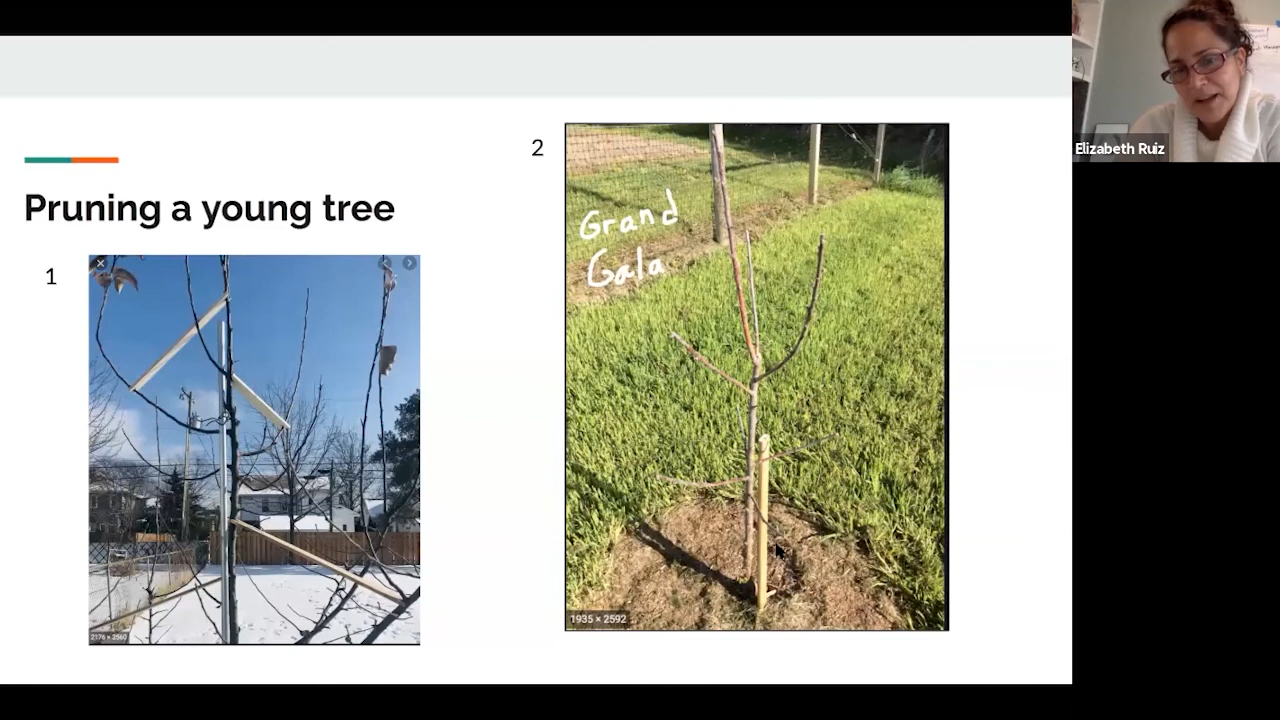 Pruning a young tree
1
2176 × 2560
2
Grand
Gala
1935 × 2592
Elizabeth Ruiz